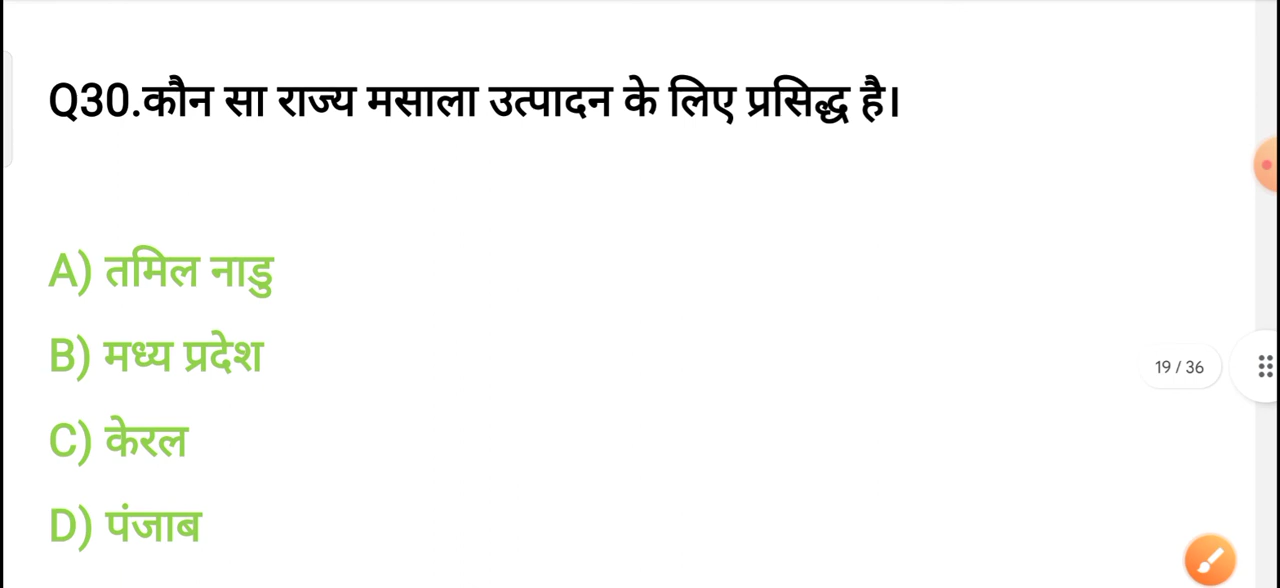 Q30.कौन सा राज्य मसाला उत्पादन के लिए प्रसिद्ध है।
A) तमिल नाडु
B) मध्य प्रदेश
19 / 36
C) केरल
D) पंजाब